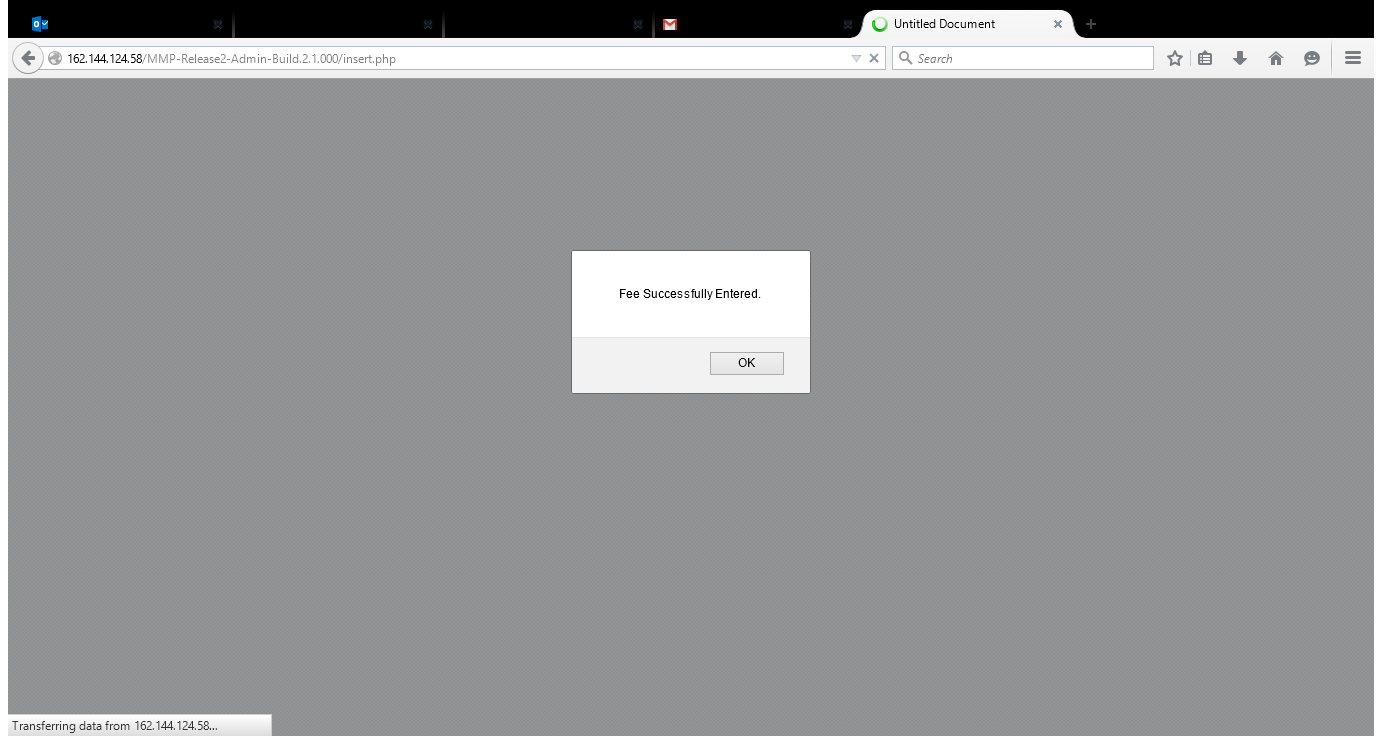 Untitled Document
162.144.124.58/MMP-Release2-Admin-Build.2.1.000/insert.php
Search
Fee Successfully Entered.
OK
Transferring data from 162.144.124.58...